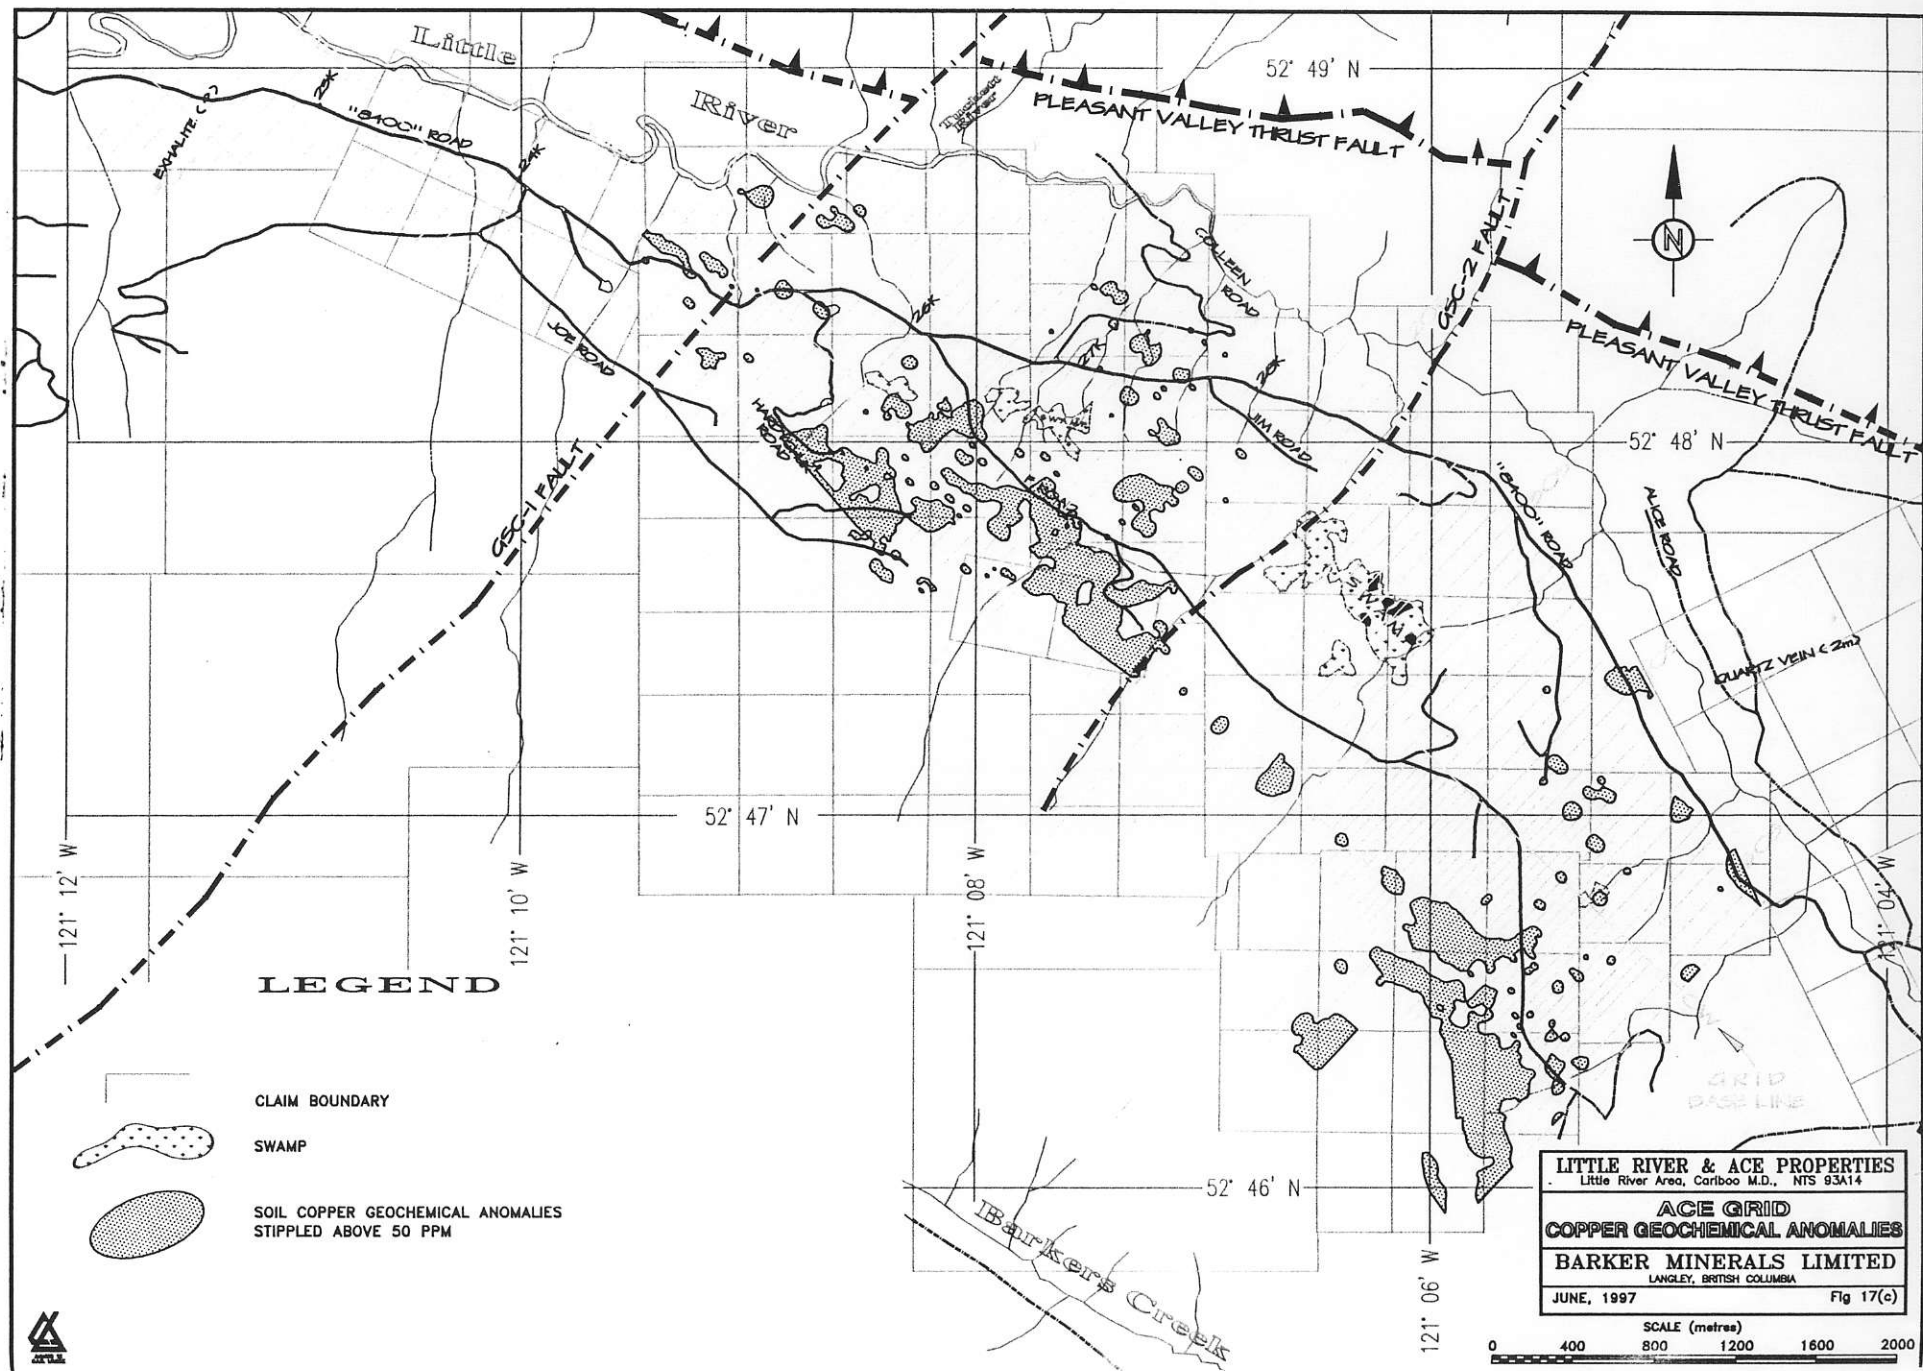 Little
River
52° 49' N
PLEASANT VALLEY THRUST FAULT
EXHALITE (?)
25K
"8400" ROAD
24K
COLLEEN
ROAD
GSC-2 FAULT
N
PLEASANT VALLEY THRUST FAULT
JOE ROAD
26K
27K
28K
JIM ROAD
52° 48' N
ROAD
GSC-1 FAULT
F ROAD
"8400" ROAD
ALICE ROAD
SWAMP
QUARTZ VEIN (2m)
52° 47' N
121° 12' W
121° 10' W
121° 08' W
121° 04' W
LEGEND
CLAIM BOUNDARY
SWAMP
SOIL COPPER GEOCHEMICAL ANOMALIES
STIPPLED ABOVE 50 PPM
GRID
BASE LINE
52° 46' N
Barkers Creek
121° 06' W
LITTLE RIVER & ACE PROPERTIES
Little River Area, Cariboo M.D., NTS 93A14
ACE GRID
COPPER GEOCHEMICAL ANOMALIES
BARKER MINERALS LIMITED
LANGLEY, BRITISH COLUMBIA
JUNE, 1997 Fig 17(c)
SCALE (metres)
0 400 800 1200 1600 2000